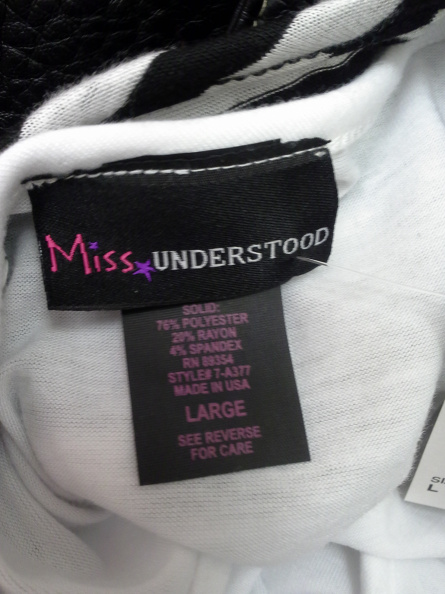 Miss UNDERSTOOD
SOLID:
76% POLYESTER
20% RAYON
4% SPANDEX
RN 89354
STYLE# 7-A377
MADE IN USA
LARGE
SEE REVERSE
FOR CARE
L